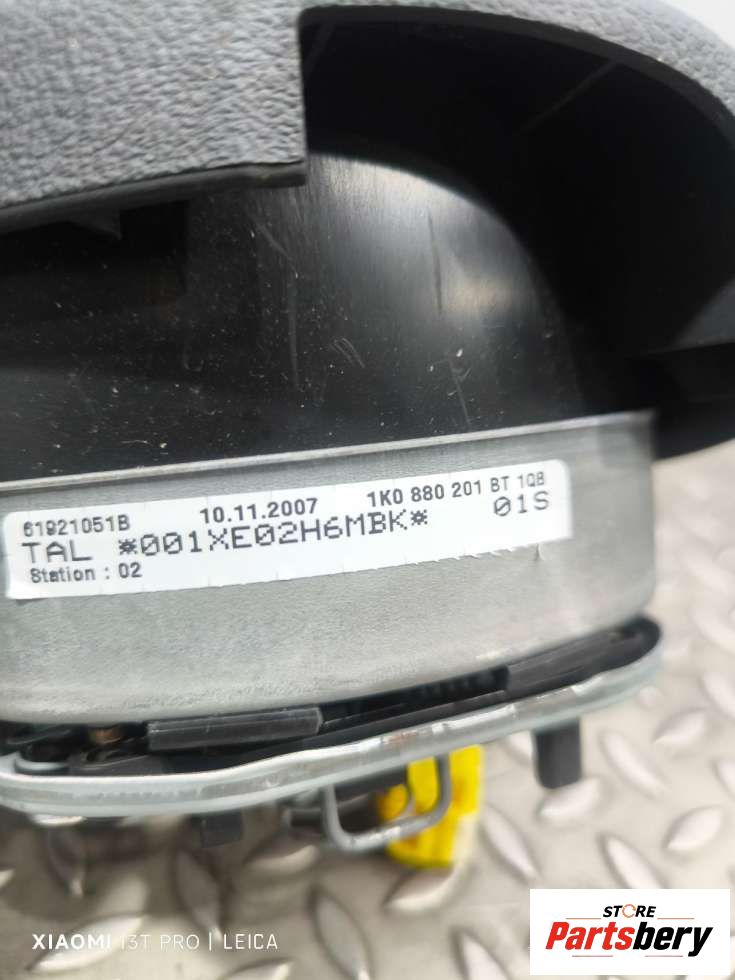 61921051B 10.11.2007 1K0 880 201 BT 1QB
TAL *001XE02H6MBK* 01S
Station : 02
XIAOMI 13T PRO | LEICA
STORE
Partsbery